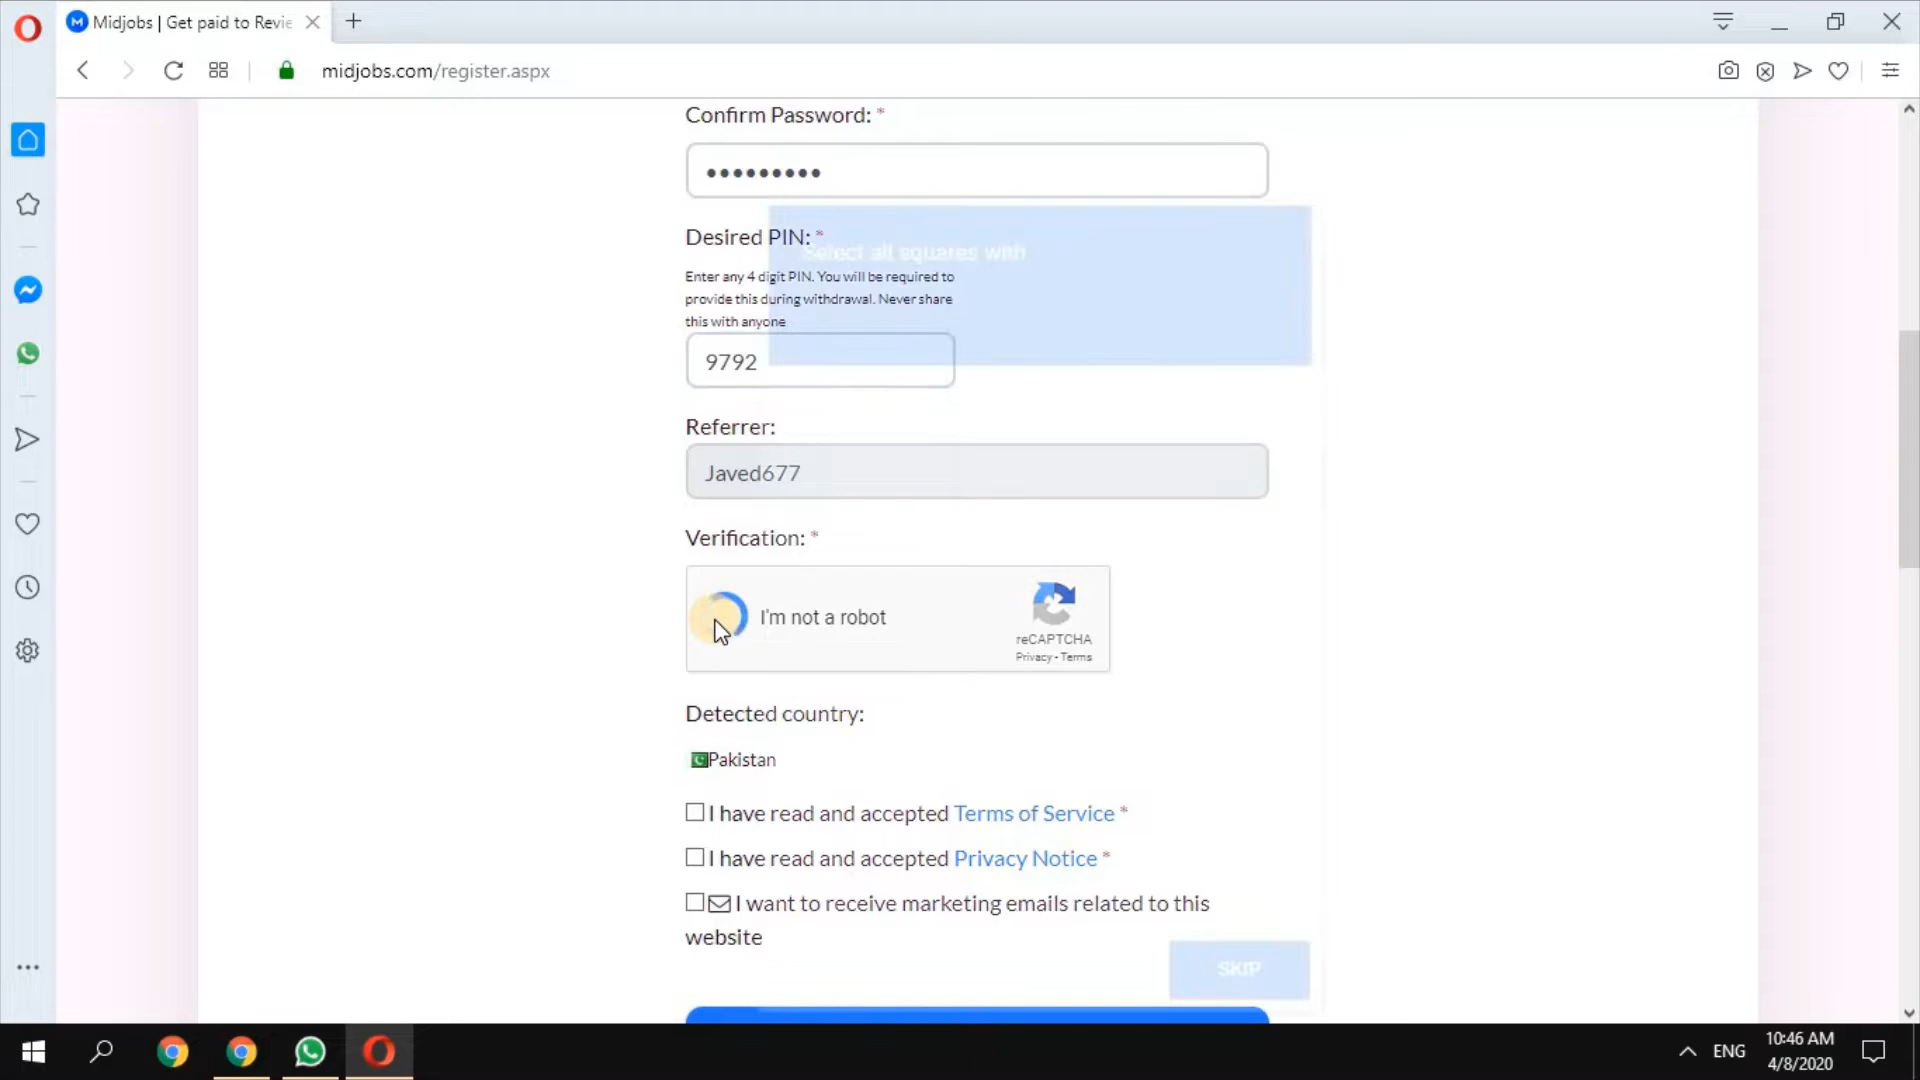 Midjobs | Get paid to Revie
midjobs.com/register.aspx
Confirm Password: *
•••••••••
Desired PIN: *
Select all squares with
Enter any 4 digit PIN. You will be required to
provide this during withdrawal. Never share
this with anyone
9792
Referrer:
Javed677
Verification: *
I'm not a robot
reCAPTCHA
Privacy - Terms
Detected country:
Pakistan
I have read and accepted Terms of Service *
I have read and accepted Privacy Notice *
I want to receive marketing emails related to this
website
SKIP
ENG
10:46 AM
4/8/2020